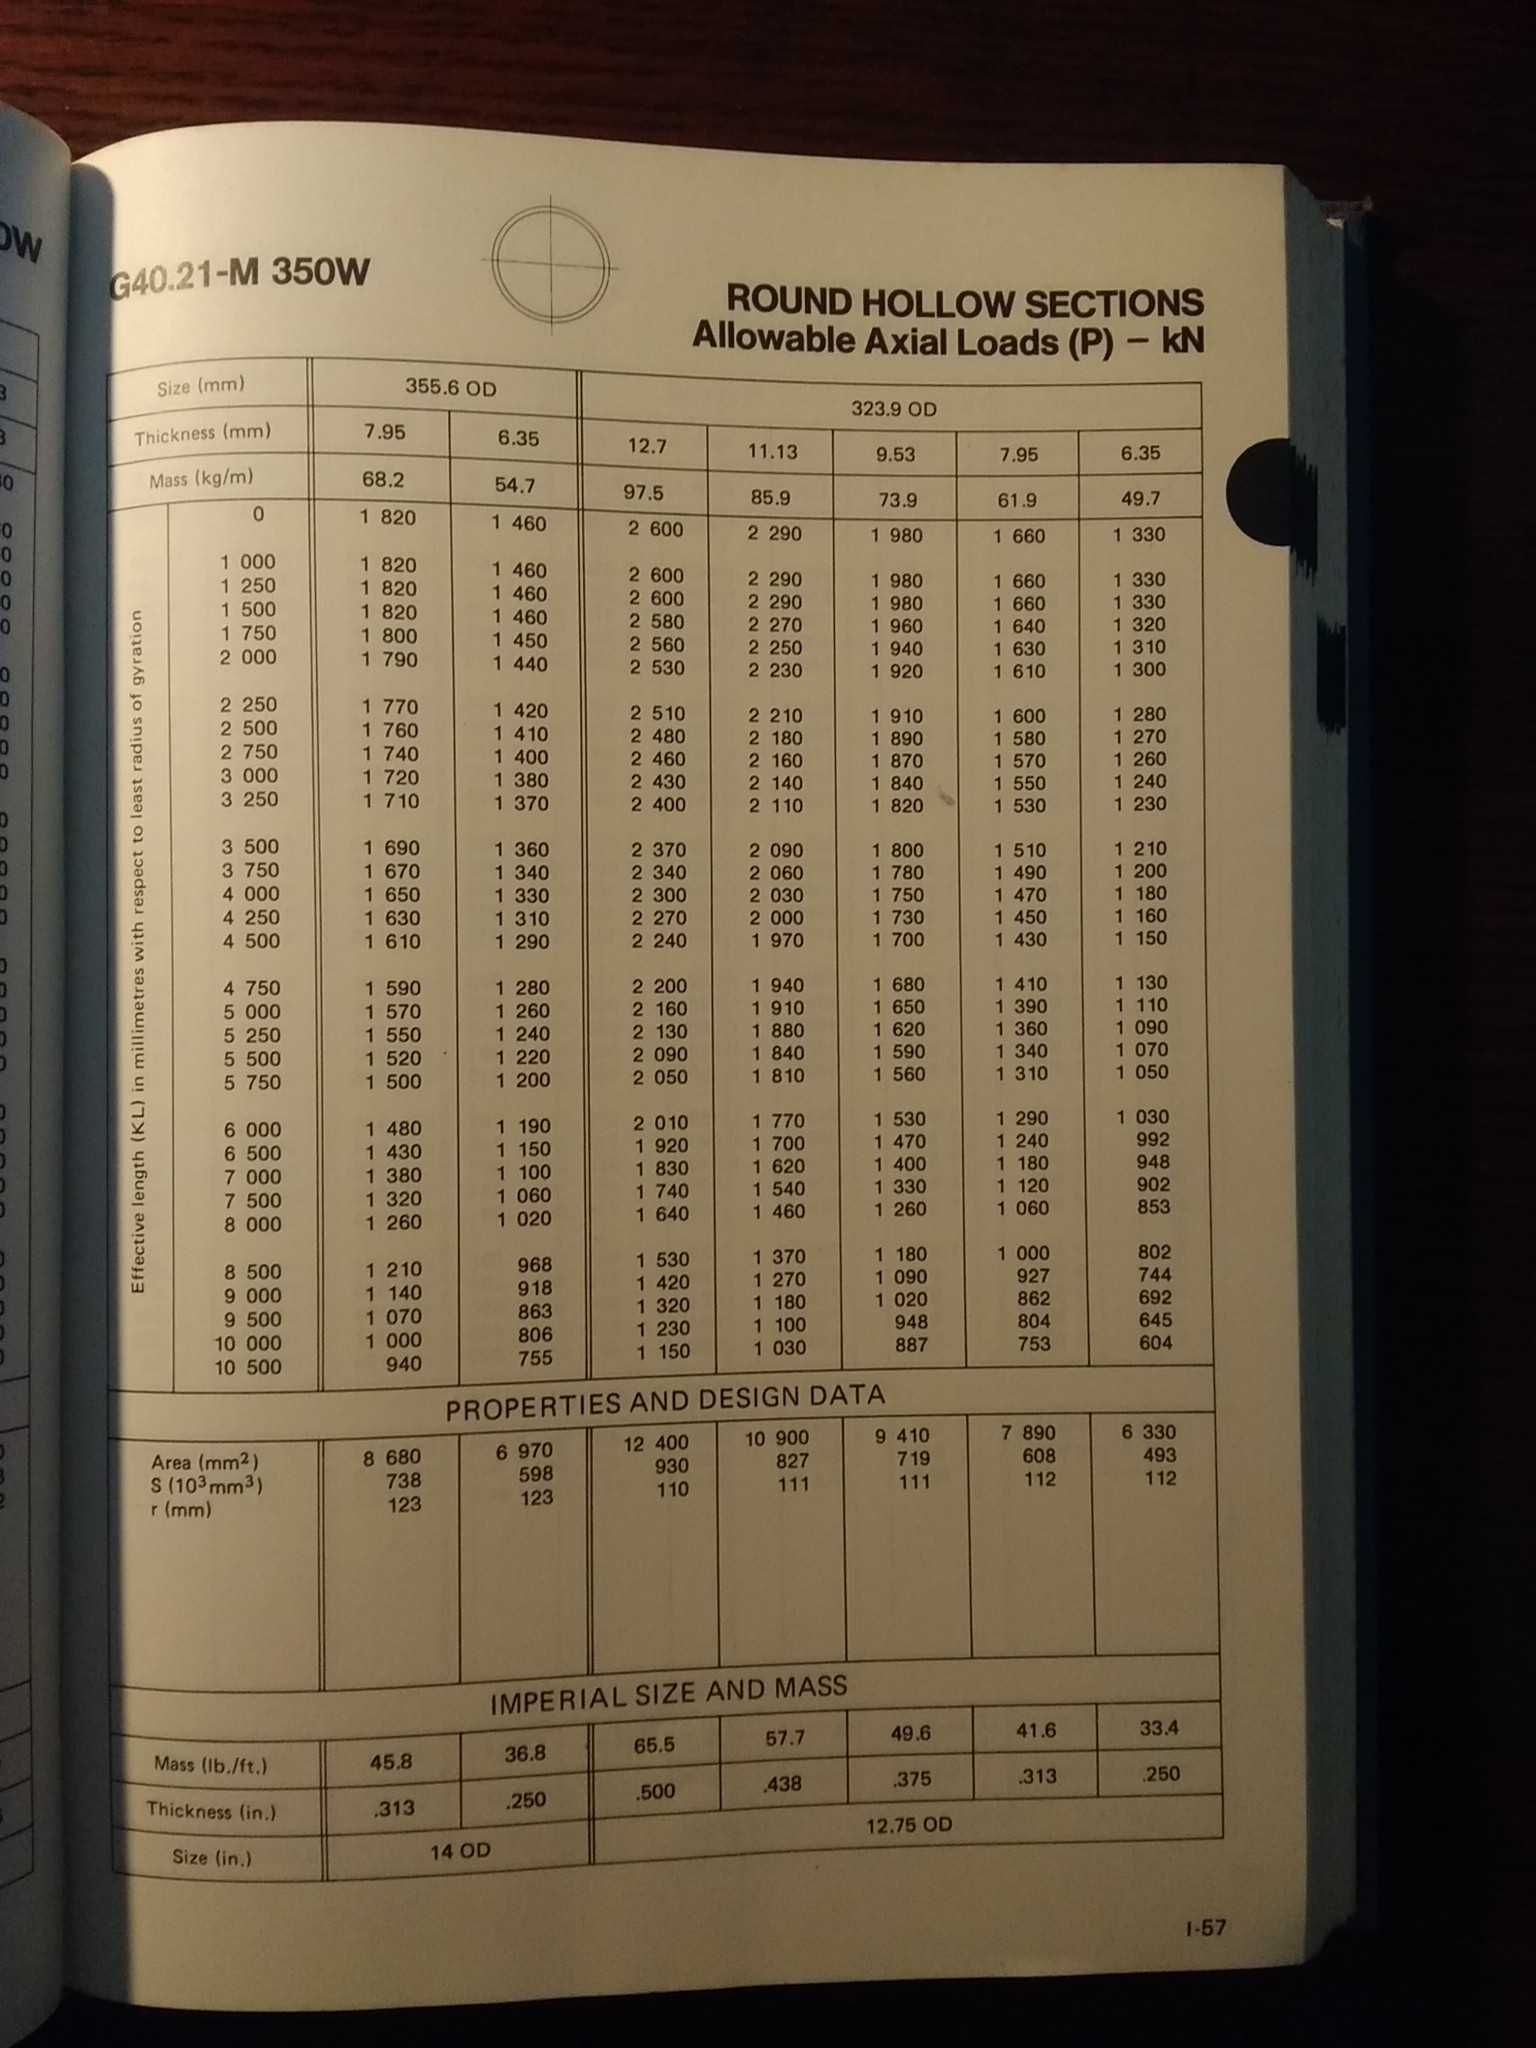 OW
G40.21-M 350W
ROUND HOLLOW SECTIONS
Allowable Axial Loads (P) – kN
Size (mm) 355.6 OD 323.9 OD
Thickness (mm) 7.95 6.35 12.7 11.13 9.53 7.95 6.35
Mass (kg/m) 68.2 54.7 97.5 85.9 73.9 61.9 49.7
Effective length (KL) in millimetres with respect to least radius of gyration
0 1 820 1 460 2 600 2 290 1 980 1 660 1 330
1 000 1 820 1 460 2 600 2 290 1 980 1 660 1 330
1 250 1 820 1 460 2 600 2 290 1 980 1 660 1 330
1 500 1 820 1 460 2 580 2 270 1 960 1 640 1 320
1 750 1 800 1 450 2 560 2 250 1 940 1 630 1 310
2 000 1 790 1 440 2 530 2 230 1 920 1 610 1 300
2 250 1 770 1 420 2 510 2 210 1 910 1 600 1 280
2 500 1 760 1 410 2 480 2 180 1 890 1 580 1 270
2 750 1 740 1 400 2 460 2 160 1 870 1 570 1 260
3 000 1 720 1 380 2 430 2 140 1 840 1 550 1 240
3 250 1 710 1 370 2 400 2 110 1 820 1 530 1 230
3 500 1 690 1 360 2 370 2 090 1 800 1 510 1 210
3 750 1 670 1 340 2 340 2 060 1 780 1 490 1 200
4 000 1 650 1 330 2 300 2 030 1 750 1 470 1 180
4 250 1 630 1 310 2 270 2 000 1 730 1 450 1 160
4 500 1 610 1 290 2 240 1 970 1 700 1 430 1 150
4 750 1 590 1 280 2 200 1 940 1 680 1 410 1 130
5 000 1 570 1 260 2 160 1 910 1 650 1 390 1 110
5 250 1 550 1 240 2 130 1 880 1 620 1 360 1 090
5 500 1 520 1 220 2 090 1 840 1 590 1 340 1 070
5 750 1 500 1 200 2 050 1 810 1 560 1 310 1 050
6 000 1 480 1 190 2 010 1 770 1 530 1 290 1 030
6 500 1 430 1 150 1 920 1 700 1 470 1 240 992
7 000 1 380 1 100 1 830 1 620 1 400 1 180 948
7 500 1 320 1 060 1 740 1 540 1 330 1 120 902
8 000 1 260 1 020 1 640 1 460 1 260 1 060 853
8 500 1 210 968 1 530 1 370 1 180 1 000 802
9 000 1 140 918 1 420 1 270 1 090 927 744
9 500 1 070 863 1 320 1 180 1 020 862 692
10 000 1 000 806 1 230 1 100 948 804 645
10 500 940 755 1 150 1 030 887 753 604
PROPERTIES AND DESIGN DATA
Area (mm²) 8 680 6 970 12 400 10 900 9 410 7 890 6 330
S (10³mm³) 738 598 930 827 719 608 493
r (mm) 123 123 110 111 111 112 112
IMPERIAL SIZE AND MASS
Mass (lb./ft.) 45.8 36.8 65.5 57.7 49.6 41.6 33.4
Thickness (in.) .313 .250 .500 .438 .375 .313 .250
Size (in.) 14 OD 12.75 OD
I-57